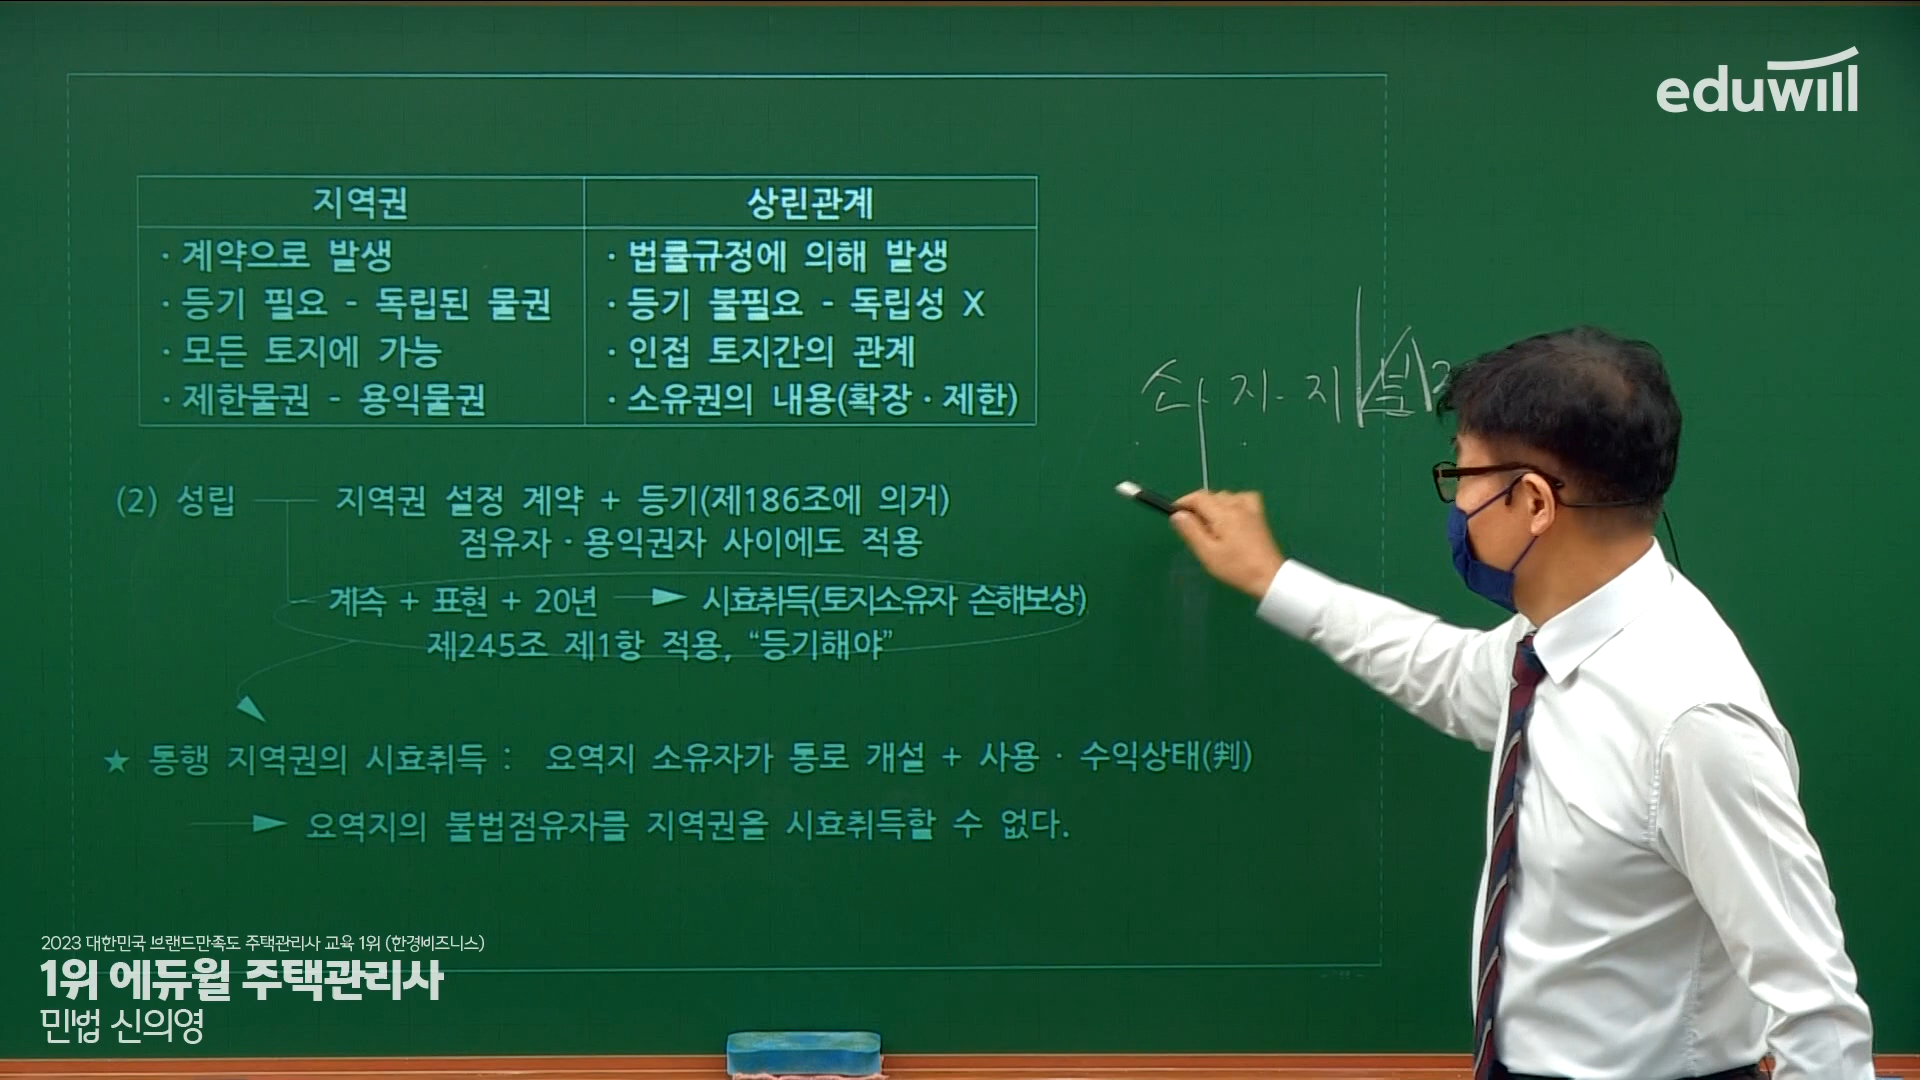 eduwill
지역권 상린관계
· 계약으로 발생 · 법률규정에 의해 발생
· 등기 필요 - 독립된 물권 · 등기 불필요 - 독립성 X
· 모든 토지에 가능 · 인접 토지간의 관계
· 제한물권 - 용익물권 · 소유권의 내용(확장·제한)
(2) 성립 지역권 설정 계약 + 등기(제186조에 의거)
점유자·용익권자 사이에도 적용
계속 + 표현 + 20년 → 시효취득(토지소유자 손해보상)
제245조 제1항 적용, “등기해야”
★ 통행 지역권의 시효취득 : 요역지 소유자가 통로 개설 + 사용 · 수익상태(判)
→ 요역지의 불법점유자를 지역권을 시효취득할 수 없다.
2023 대한민국 브랜드만족도 주택관리사 교육 1위 (한경비즈니스)
1위 에듀윌 주택관리사
민법 신의영